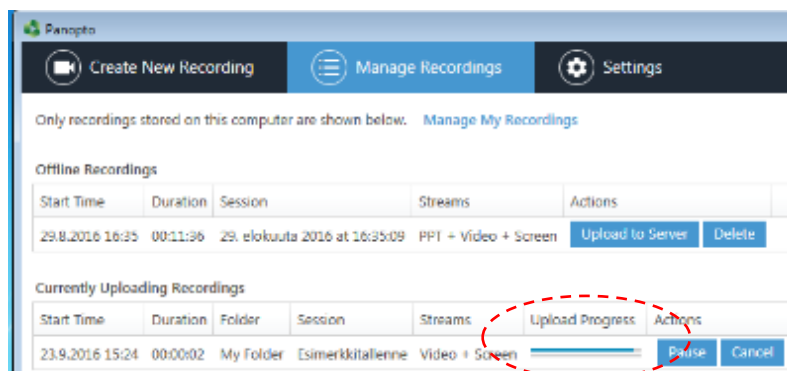 Panopto
Create New Recording Manage Recordings Settings
Only recordings stored on this computer are shown below. Manage My Recordings
Offline Recordings
Start Time Duration Session Streams Actions
29.8.2016 16:35 00:11:36 29. elokuuta 2016 at 16:35:09 PPT + Video + Screen Upload to Server Delete
Currently Uploading Recordings
Start Time Duration Folder Session Streams Upload Progress Actions
23.9.2016 15:24 00:00:02 My Folder Esimerkkitallenne Video + Screen Pause Cancel